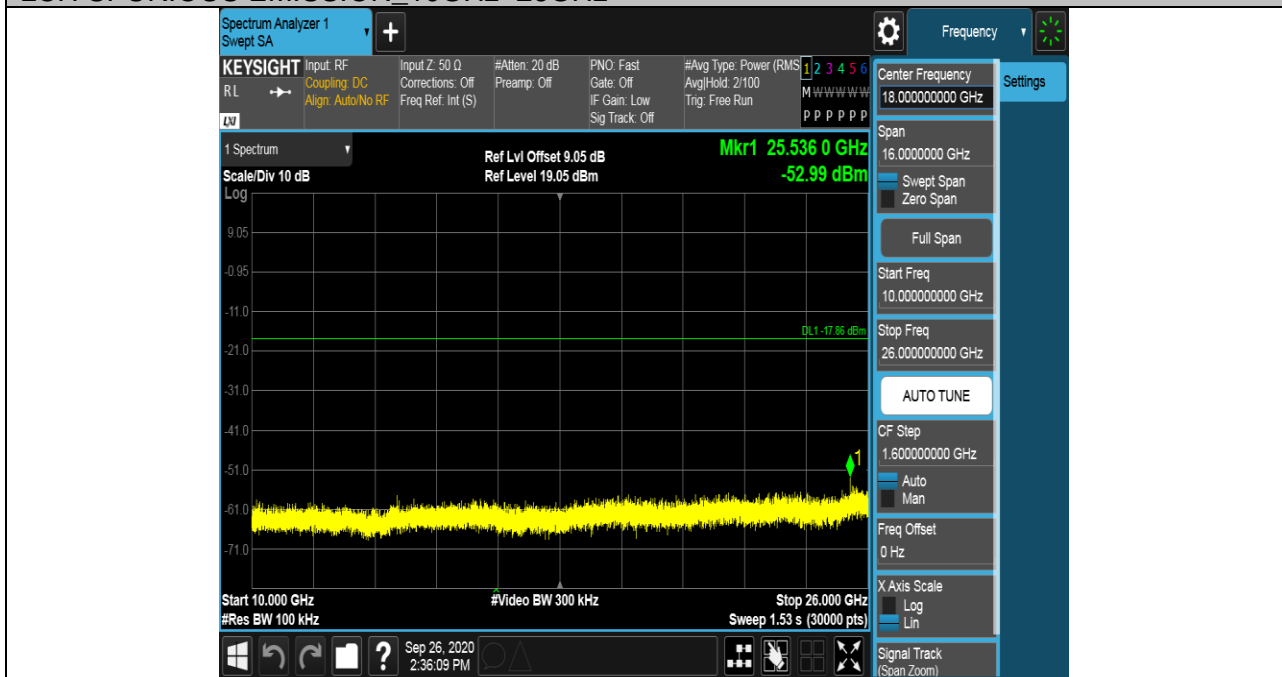 Spectrum Analyzer 1
Swept SA
Frequency
KEYSIGHT
RL
LXI
Input: RF
Coupling: DC
Align: Auto/No RF
Input Z: 50 Ω
Corrections: Off
Freq Ref: Int (S)
#Atten: 20 dB
Preamp: Off
PNO: Fast
Gate: Off
IF Gain: Low
Sig Track: Off
#Avg Type: Power (RMS
Avg|Hold: 2/100
Trig: Free Run
1 2 3 4 5 6
M W W W W W
P P P P P P
Center Frequency
18.000000000 GHz
Settings
Span
16.0000000 GHz
Swept Span
Zero Span
Full Span
Start Freq
10.000000000 GHz
Stop Freq
26.000000000 GHz
AUTO TUNE
CF Step
1.600000000 GHz
Auto
Man
Freq Offset
0 Hz
X Axis Scale
Log
Lin
Signal Track
(Span Zoom)
1 Spectrum
Scale/Div 10 dB
Log
Ref Lvl Offset 9.05 dB
Ref Level 19.05 dBm
Mkr1 25.536 0 GHz
-52.99 dBm
9.05
-0.95
-11.0
DL1 -17.86 dBm
-21.0
-31.0
-41.0
1
-51.0
-61.0
-71.0
Start 10.000 GHz
#Video BW 300 kHz
Stop 26.000 GHz
#Res BW 100 kHz
Sweep 1.53 s (30000 pts)
?
Sep 26, 2020
2:36:09 PM